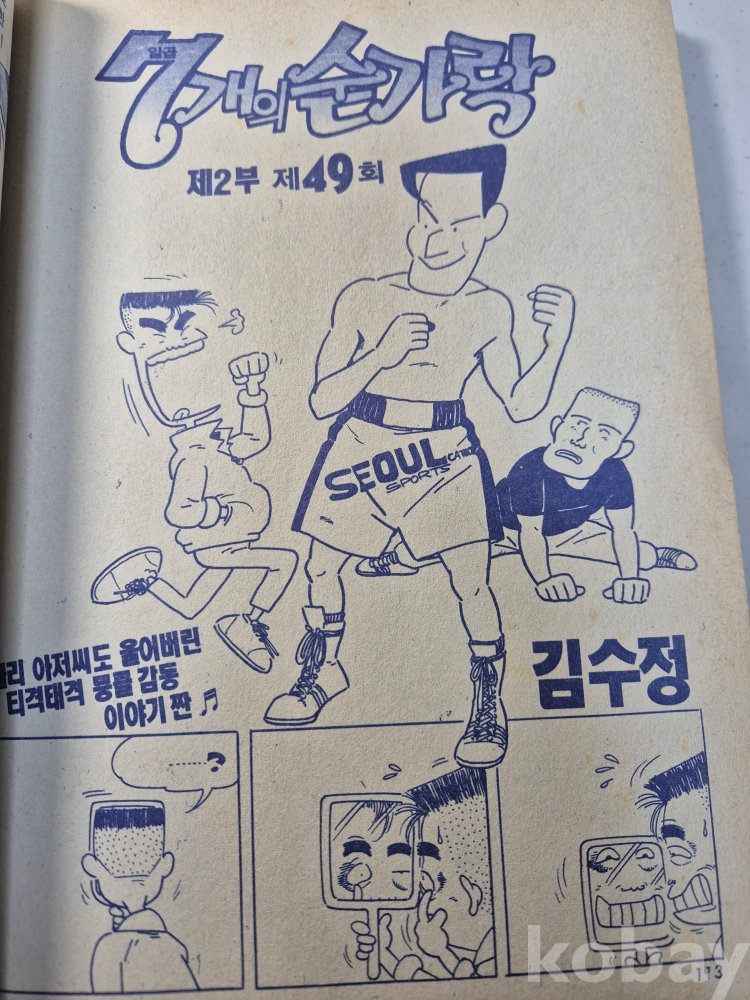 일곱
7개의숟가락
제2부 제49회
SEOUL
SPORTS
아저씨도 울어버린
티격태격 뭉클 감동
이야기 짠 ♬
김수정
……?
kobay